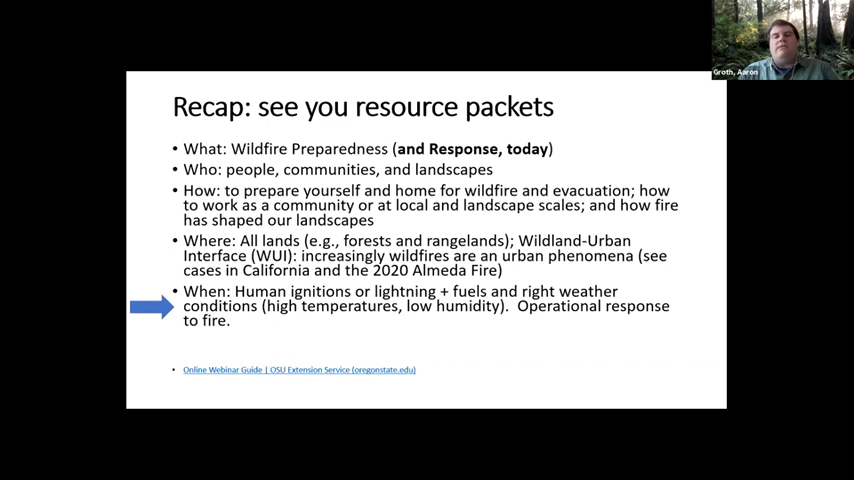 Groth, Aaron
Recap: see you resource packets
• What: Wildfire Preparedness (and Response, today)
• Who: people, communities, and landscapes
• How: to prepare yourself and home for wildfire and evacuation; how
to work as a community or at local and landscape scales; and how fire
has shaped our landscapes
• Where: All lands (e.g., forests and rangelands); Wildland-Urban
Interface (WUI): increasingly wildfires are an urban phenomena (see
cases in California and the 2020 Almeda Fire)
• When: Human ignitions or lightning + fuels and right weather
conditions (high temperatures, low humidity). Operational response
to fire.
• Online Webinar Guide | OSU Extension Service (oregonstate.edu)